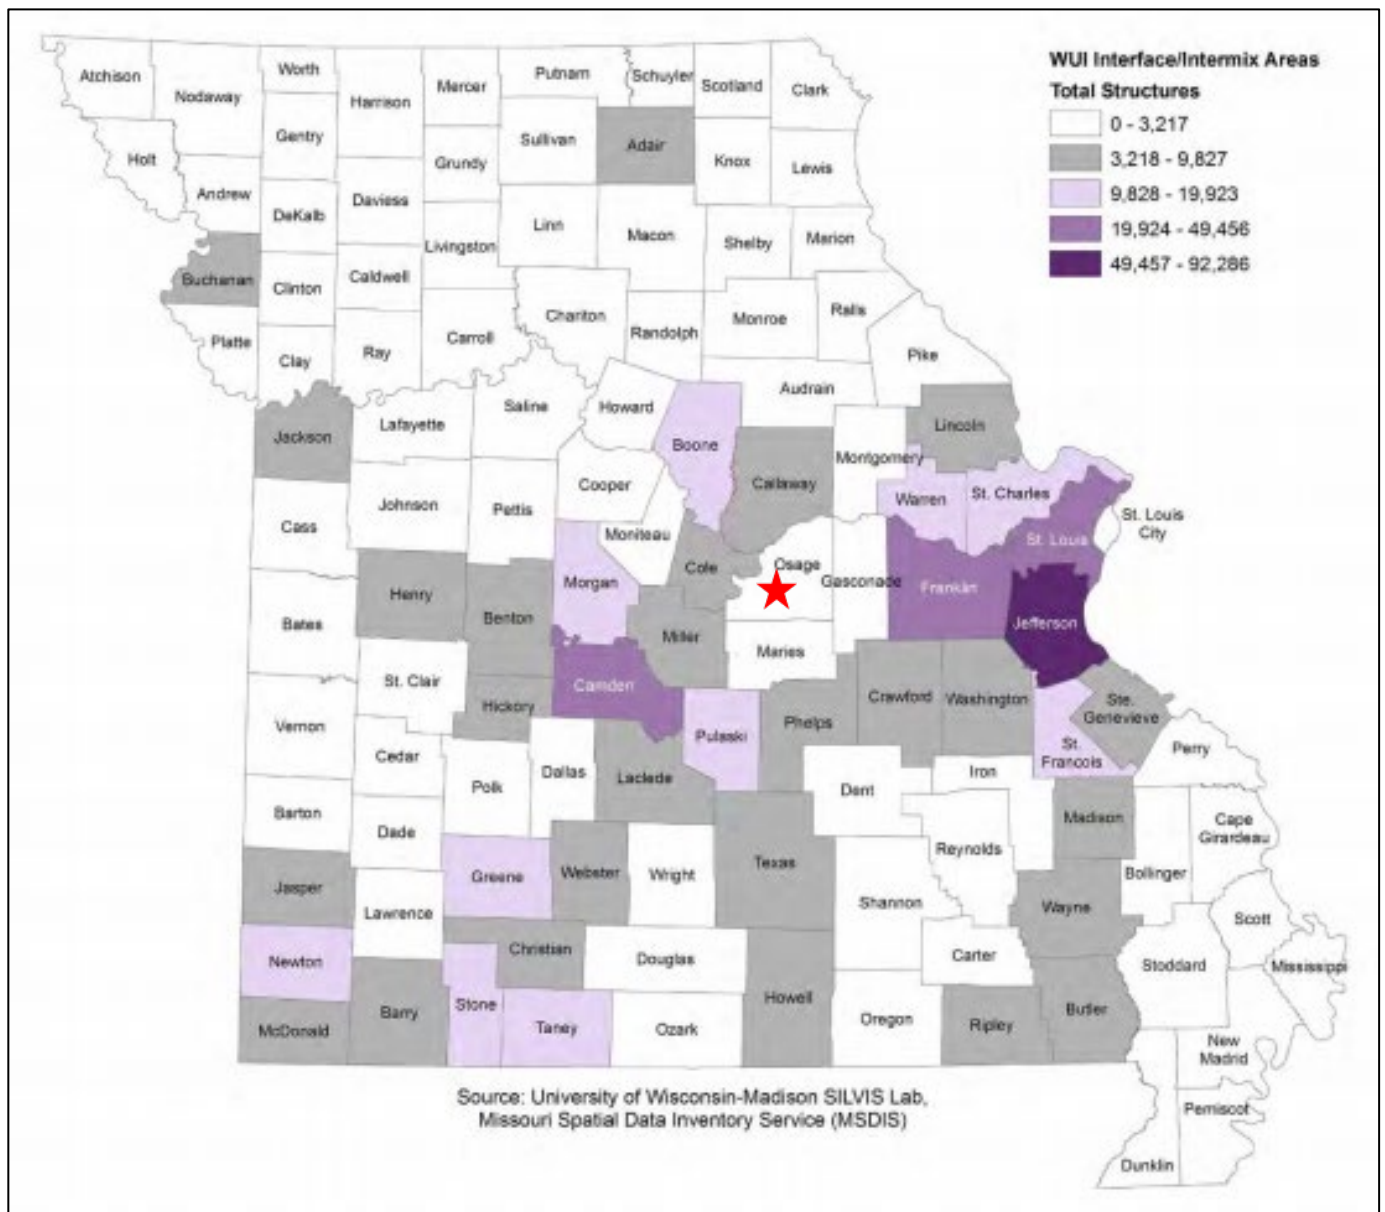 WUI Interface/Intermix Areas
Total Structures
0 - 3,217
3,218 - 9,827
9,828 - 19,923
19,924 - 49,456
49,457 - 92,286
Atchison
Nodaway
Worth
Harrison
Mercer
Putnam
Schuyler
Scotland
Clark
Holt
Gentry
Sullivan
Adair
Knox
Lewis
Andrew
DeKalb
Daviess
Grundy
Linn
Macon
Shelby
Marion
Buchanan
Clinton
Caldwell
Livingston
Chariton
Randolph
Monroe
Ralls
Platte
Clay
Ray
Carroll
Pike
Audrain
Jackson
Lafayette
Saline
Howard
Boone
Callaway
Montgomery
Lincoln
Cass
Johnson
Pettis
Cooper
Moniteau
Warren
St. Charles
St. Louis
City
St. Louis
Henry
Benton
Morgan
Cole
Osage
Gasconade
Franklin
Jefferson
Bates
St. Clair
Miller
Maries
Camden
Hickory
Pulaski
Phelps
Crawford
Washington
Ste.
Genevieve
Vernon
Cedar
Polk
Dallas
Laclede
Dent
Iron
St.
Francois
Perry
Barton
Dade
Greene
Webster
Wright
Texas
Reynolds
Madison
Bollinger
Cape
Girardeau
Jasper
Lawrence
Christian
Douglas
Shannon
Wayne
Scott
Newton
Stone
Carter
Stoddard
Mississippi
McDonald
Barry
Taney
Ozark
Howell
Oregon
Ripley
Butler
New
Madrid
Pemiscot
Dunklin
Source: University of Wisconsin-Madison SILVIS Lab,
Missouri Spatial Data Inventory Service (MSDIS)